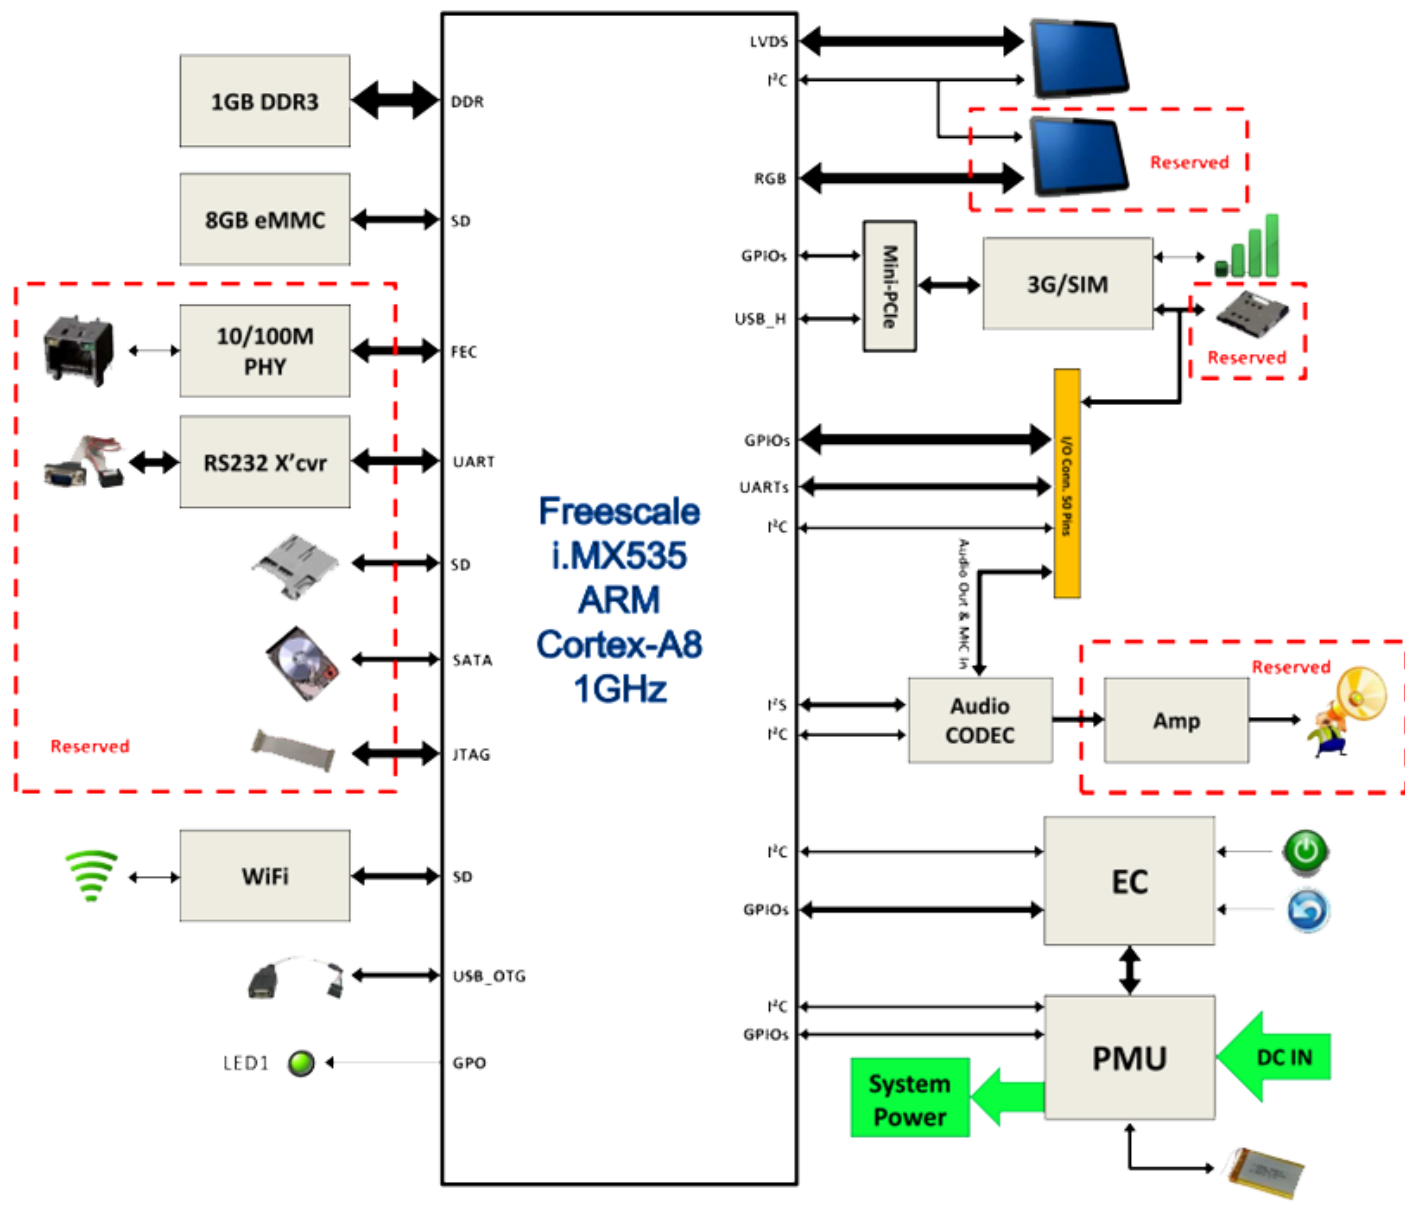 1GB DDR3
DDR
8GB eMMC
SD
10/100M
PHY
FEC
RS232 X'cvr
UART
SD
SATA
Reserved
JTAG
WiFi
SD
USB_OTG
LED1
GPO
Freescale
i.MX535
ARM
Cortex-A8
1GHz
LVDS
I²C
Reserved
RGB
GPIOs
USB_H
Mini-PCIe
3G/SIM
Reserved
GPIOs
UARTs
I²C
I/O Conn. 50 Pins
Audio Out & MIC In
I²S
I²C
Audio
CODEC
Amp
Reserved
I²C
GPIOs
EC
I²C
GPIOs
PMU
DC IN
System
Power